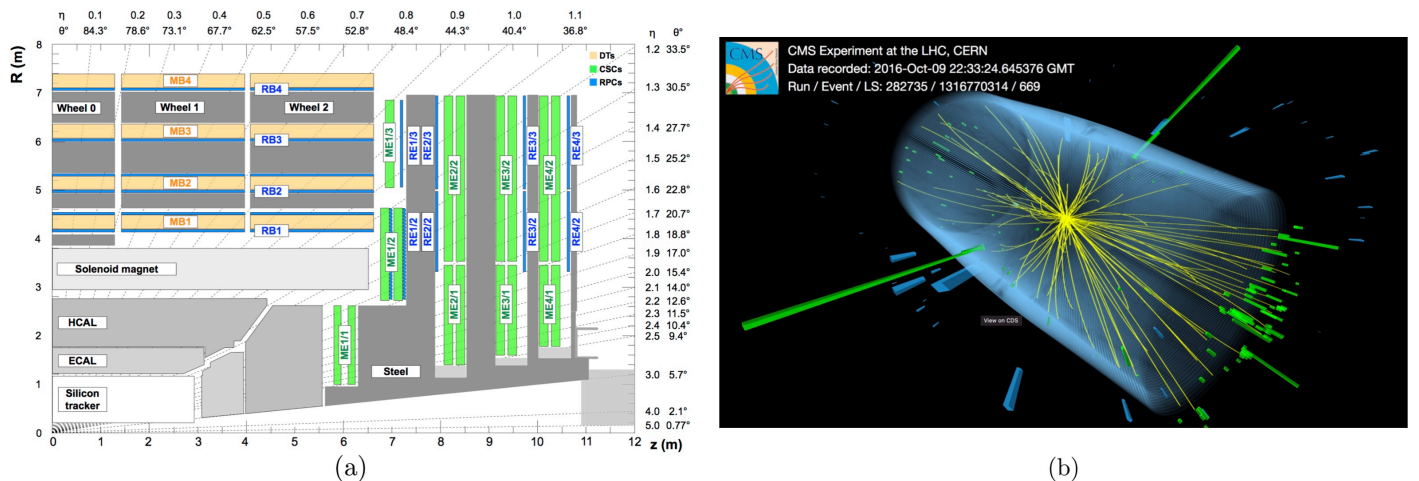 η 0.1 0.2 0.3 0.4 0.5 0.6 0.7 0.8 0.9 1.0 1.1
θ° 84.3° 78.6° 73.1° 67.7° 62.5° 57.5° 52.8° 48.4° 44.3° 40.4° 36.8° η θ°
R (m)
8
7
6
5
4
3
2
1
0
1.2 33.5°
1.3 30.5°
1.4 27.7°
1.5 25.2°
1.6 22.8°
1.7 20.7°
1.8 18.8°
1.9 17.0°
2.0 15.4°
2.1 14.0°
2.2 12.6°
2.3 11.5°
2.4 10.4°
2.5 9.4°
3.0 5.7°
4.0 2.1°
5.0 0.77°
DTs
CSCs
RPCs
MB4
RB4
Wheel 0 Wheel 1 Wheel 2
MB3
RB3
MB2
RB2
MB1
RB1
Solenoid magnet
HCAL
ECAL
Silicon
tracker
Steel
ME1/3
ME1/2
ME1/1
RE1/3
RE2/3
RE1/2
RE2/2
ME2/2
ME2/1
ME3/2
ME3/1
RE3/3
RE3/2
ME4/2
ME4/1
RE4/3
RE4/2
0 1 2 3 4 5 6 7 8 9 10 11 12
z (m)
(a)
CMS
CMS Experiment at the LHC, CERN
Data recorded: 2016-Oct-09 22:33:24.645376 GMT
Run / Event / LS: 282735 / 1316770314 / 669
View on CDS
(b)